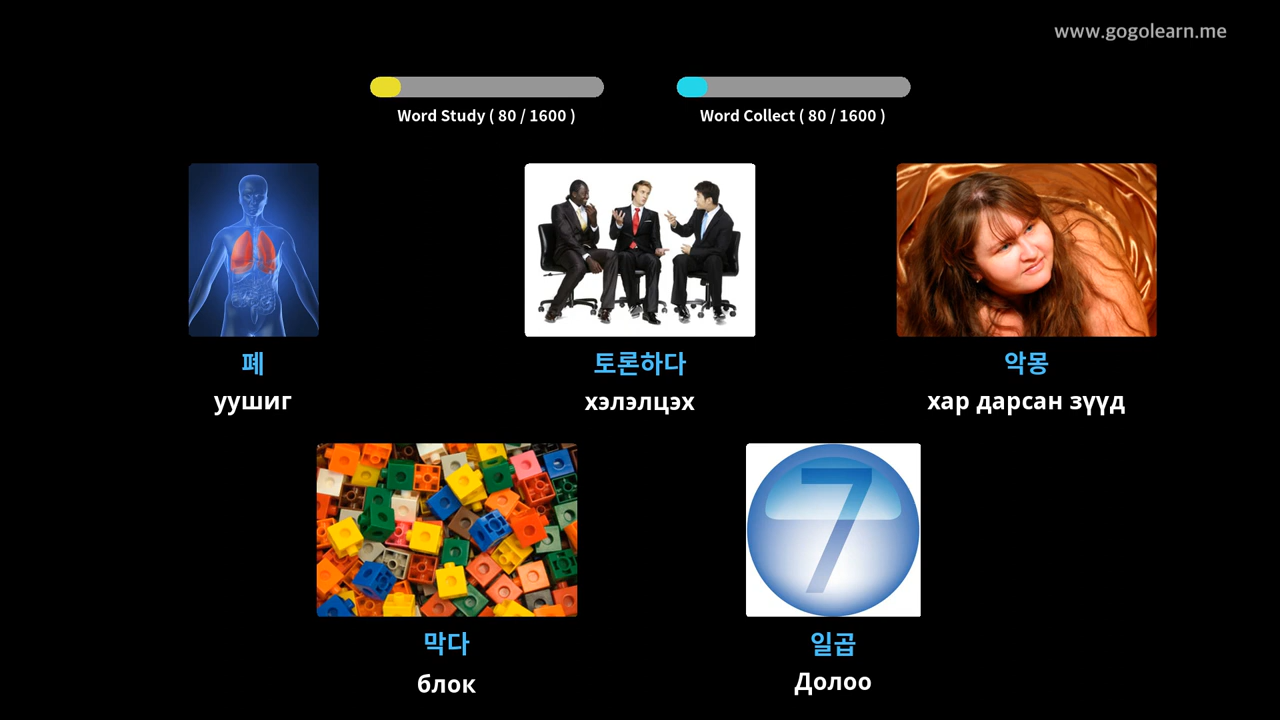 www.gogolearn.me
Word Study ( 80 / 1600 )
Word Collect ( 80 / 1600 )
폐
уушиг
토론하다
хэлэлцэх
악몽
хар дарсан зүүд
막다
блок
7
일곱
Долоо